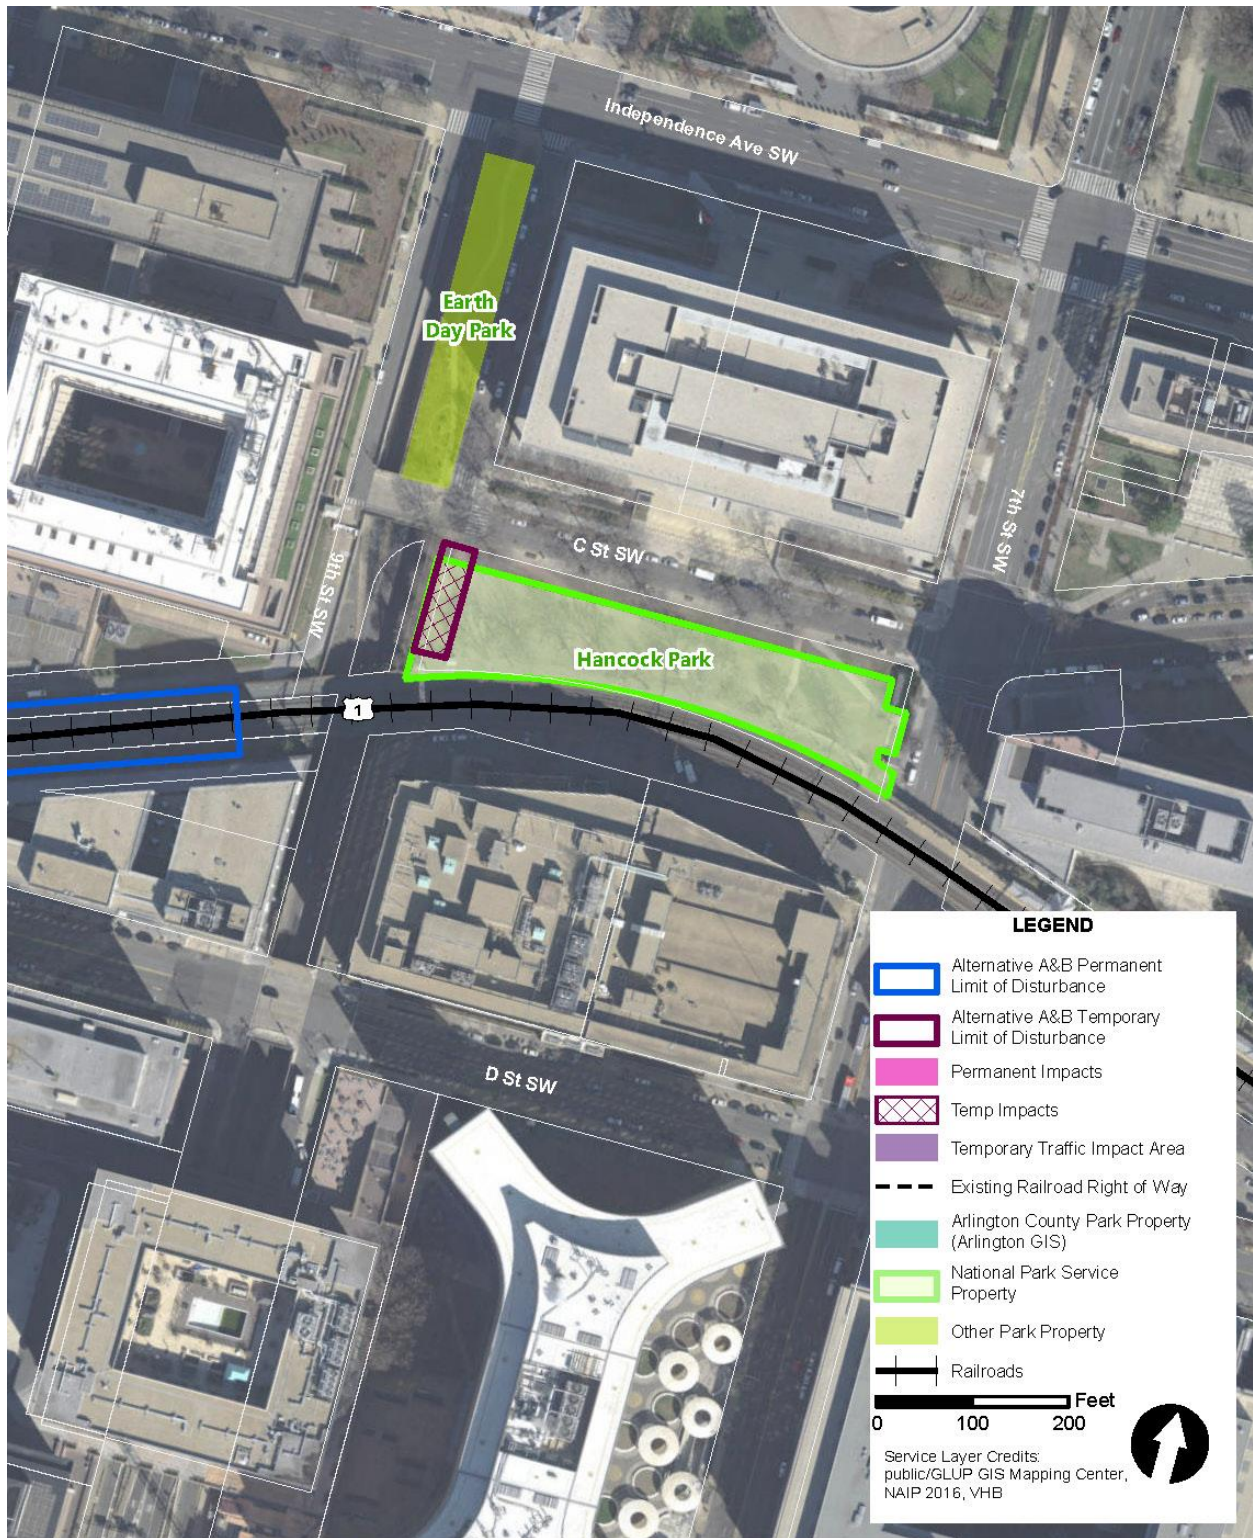 Independence Ave SW
Earth
Day Park
7th St SW
C St SW
9th St SW
Hancock Park
1
D St SW
LEGEND
Alternative A&B Permanent
Limit of Disturbance
Alternative A&B Temporary
Limit of Disturbance
Permanent Impacts
Temp Impacts
Temporary Traffic Impact Area
Existing Railroad Right of Way
Arlington County Park Property
(Arlington GIS)
National Park Service
Property
Other Park Property
Railroads
Feet
0 100 200
Service Layer Credits:
public/GLUP GIS Mapping Center,
NAIP 2016, VHB